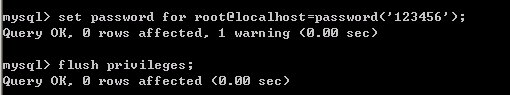 mysql> set password for root@localhost=password('123456');
Query OK, 0 rows affected, 1 warning (0.00 sec)
mysql> flush privileges;
Query OK, 0 rows affected (0.00 sec)